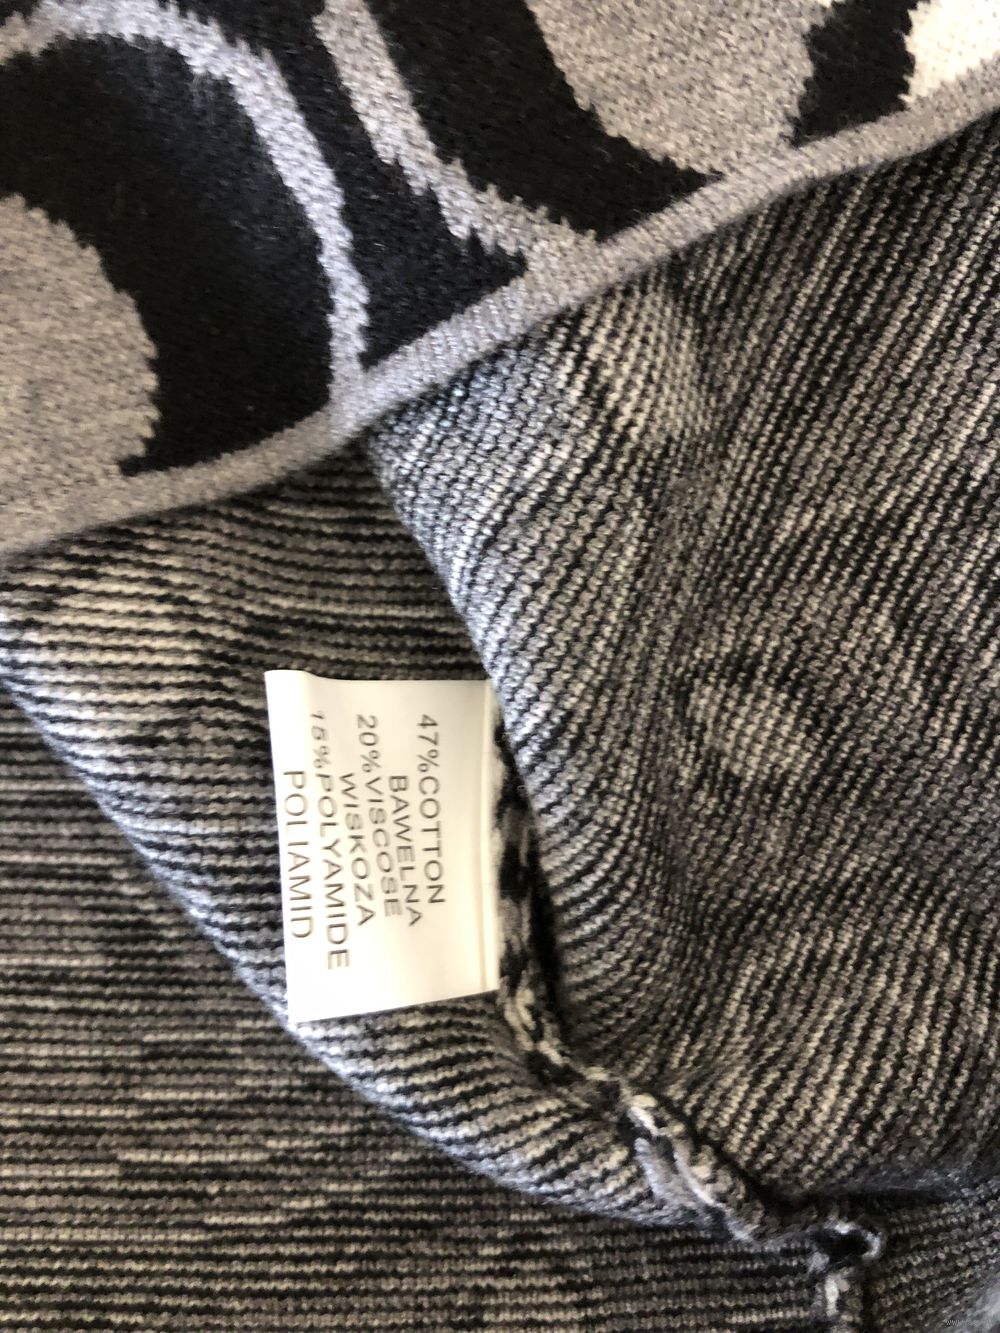 47%COTTON
BAWELNA
20%VISCOSE
WISKOZA
15%POLYAMIDE
POLIAMID